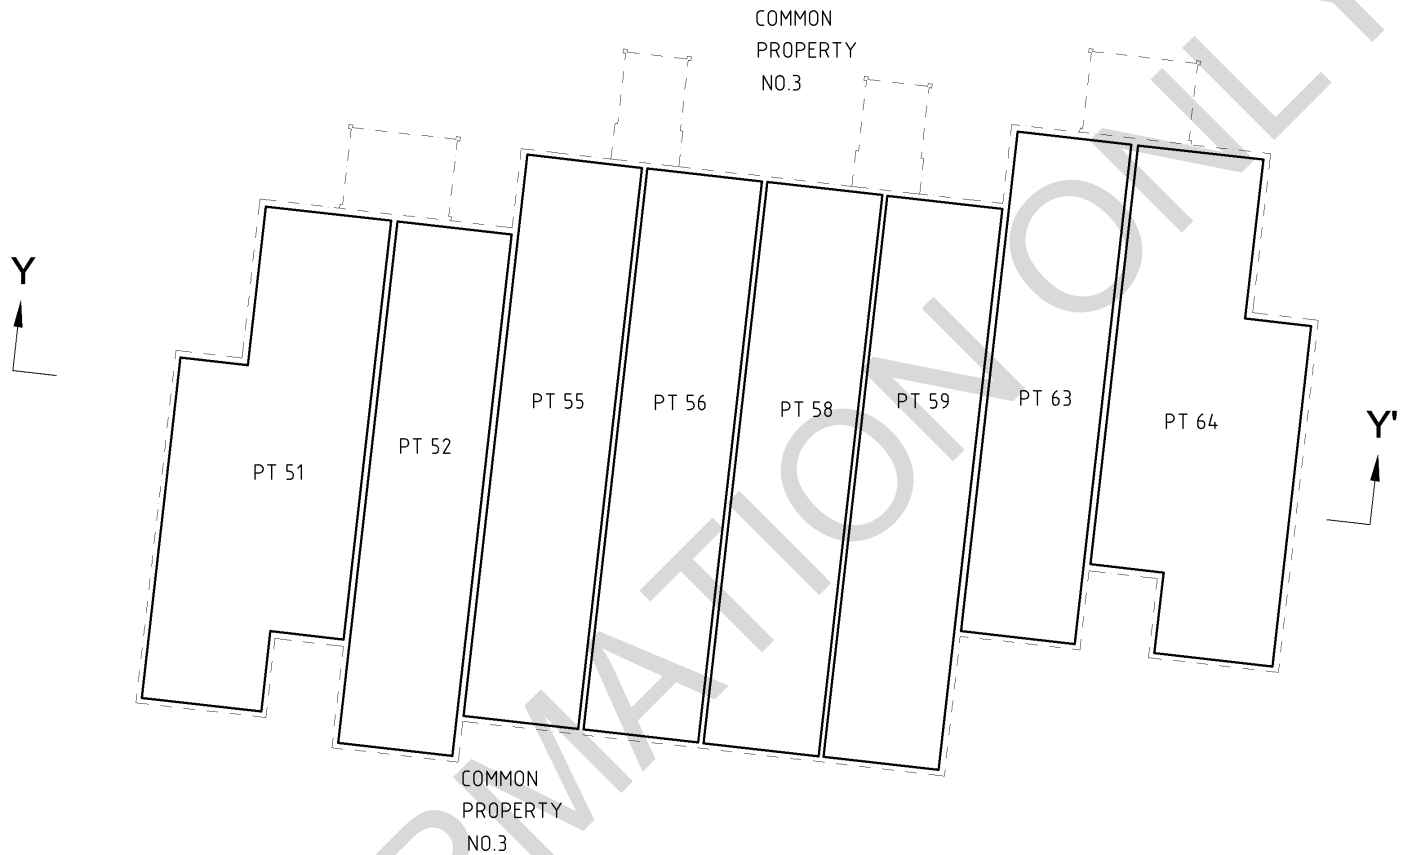 COMMON
PROPERTY
NO.3
Y
PT 51
PT 52
PT 55
PT 56
PT 58
PT 59
PT 63
PT 64
Y'
COMMON
PROPERTY
NO.3
RMATION ONLY